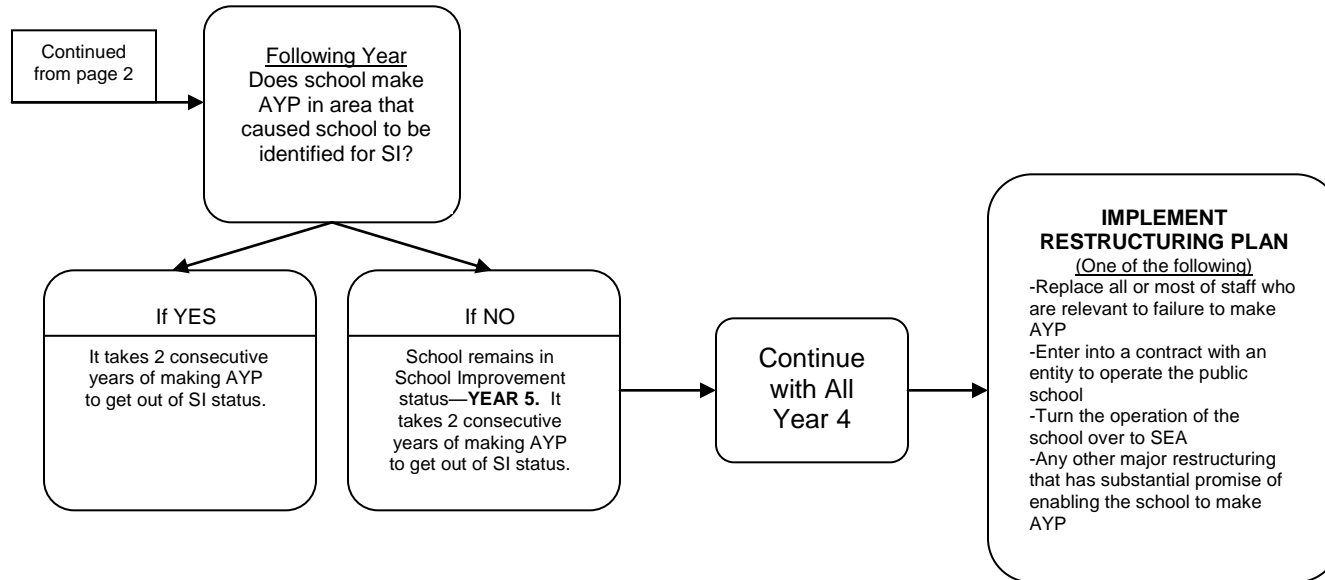 Continued
from page 2
Following Year
Does school make
AYP in area that
caused school to be
identified for SI?
If YES
It takes 2 consecutive
years of making AYP
to get out of SI status.
If NO
School remains in
School Improvement
status—YEAR 5.  It
takes 2 consecutive
years of making AYP
to get out of SI status.
Continue
with All
Year 4
IMPLEMENT
RESTRUCTURING PLAN
(One of the following)
-Replace all or most of staff who
are relevant to failure to make
AYP
-Enter into a contract with an
entity to operate the public
school
-Turn the operation of the
school over to SEA
-Any other major restructuring
that has substantial promise of
enabling the school to make
AYP